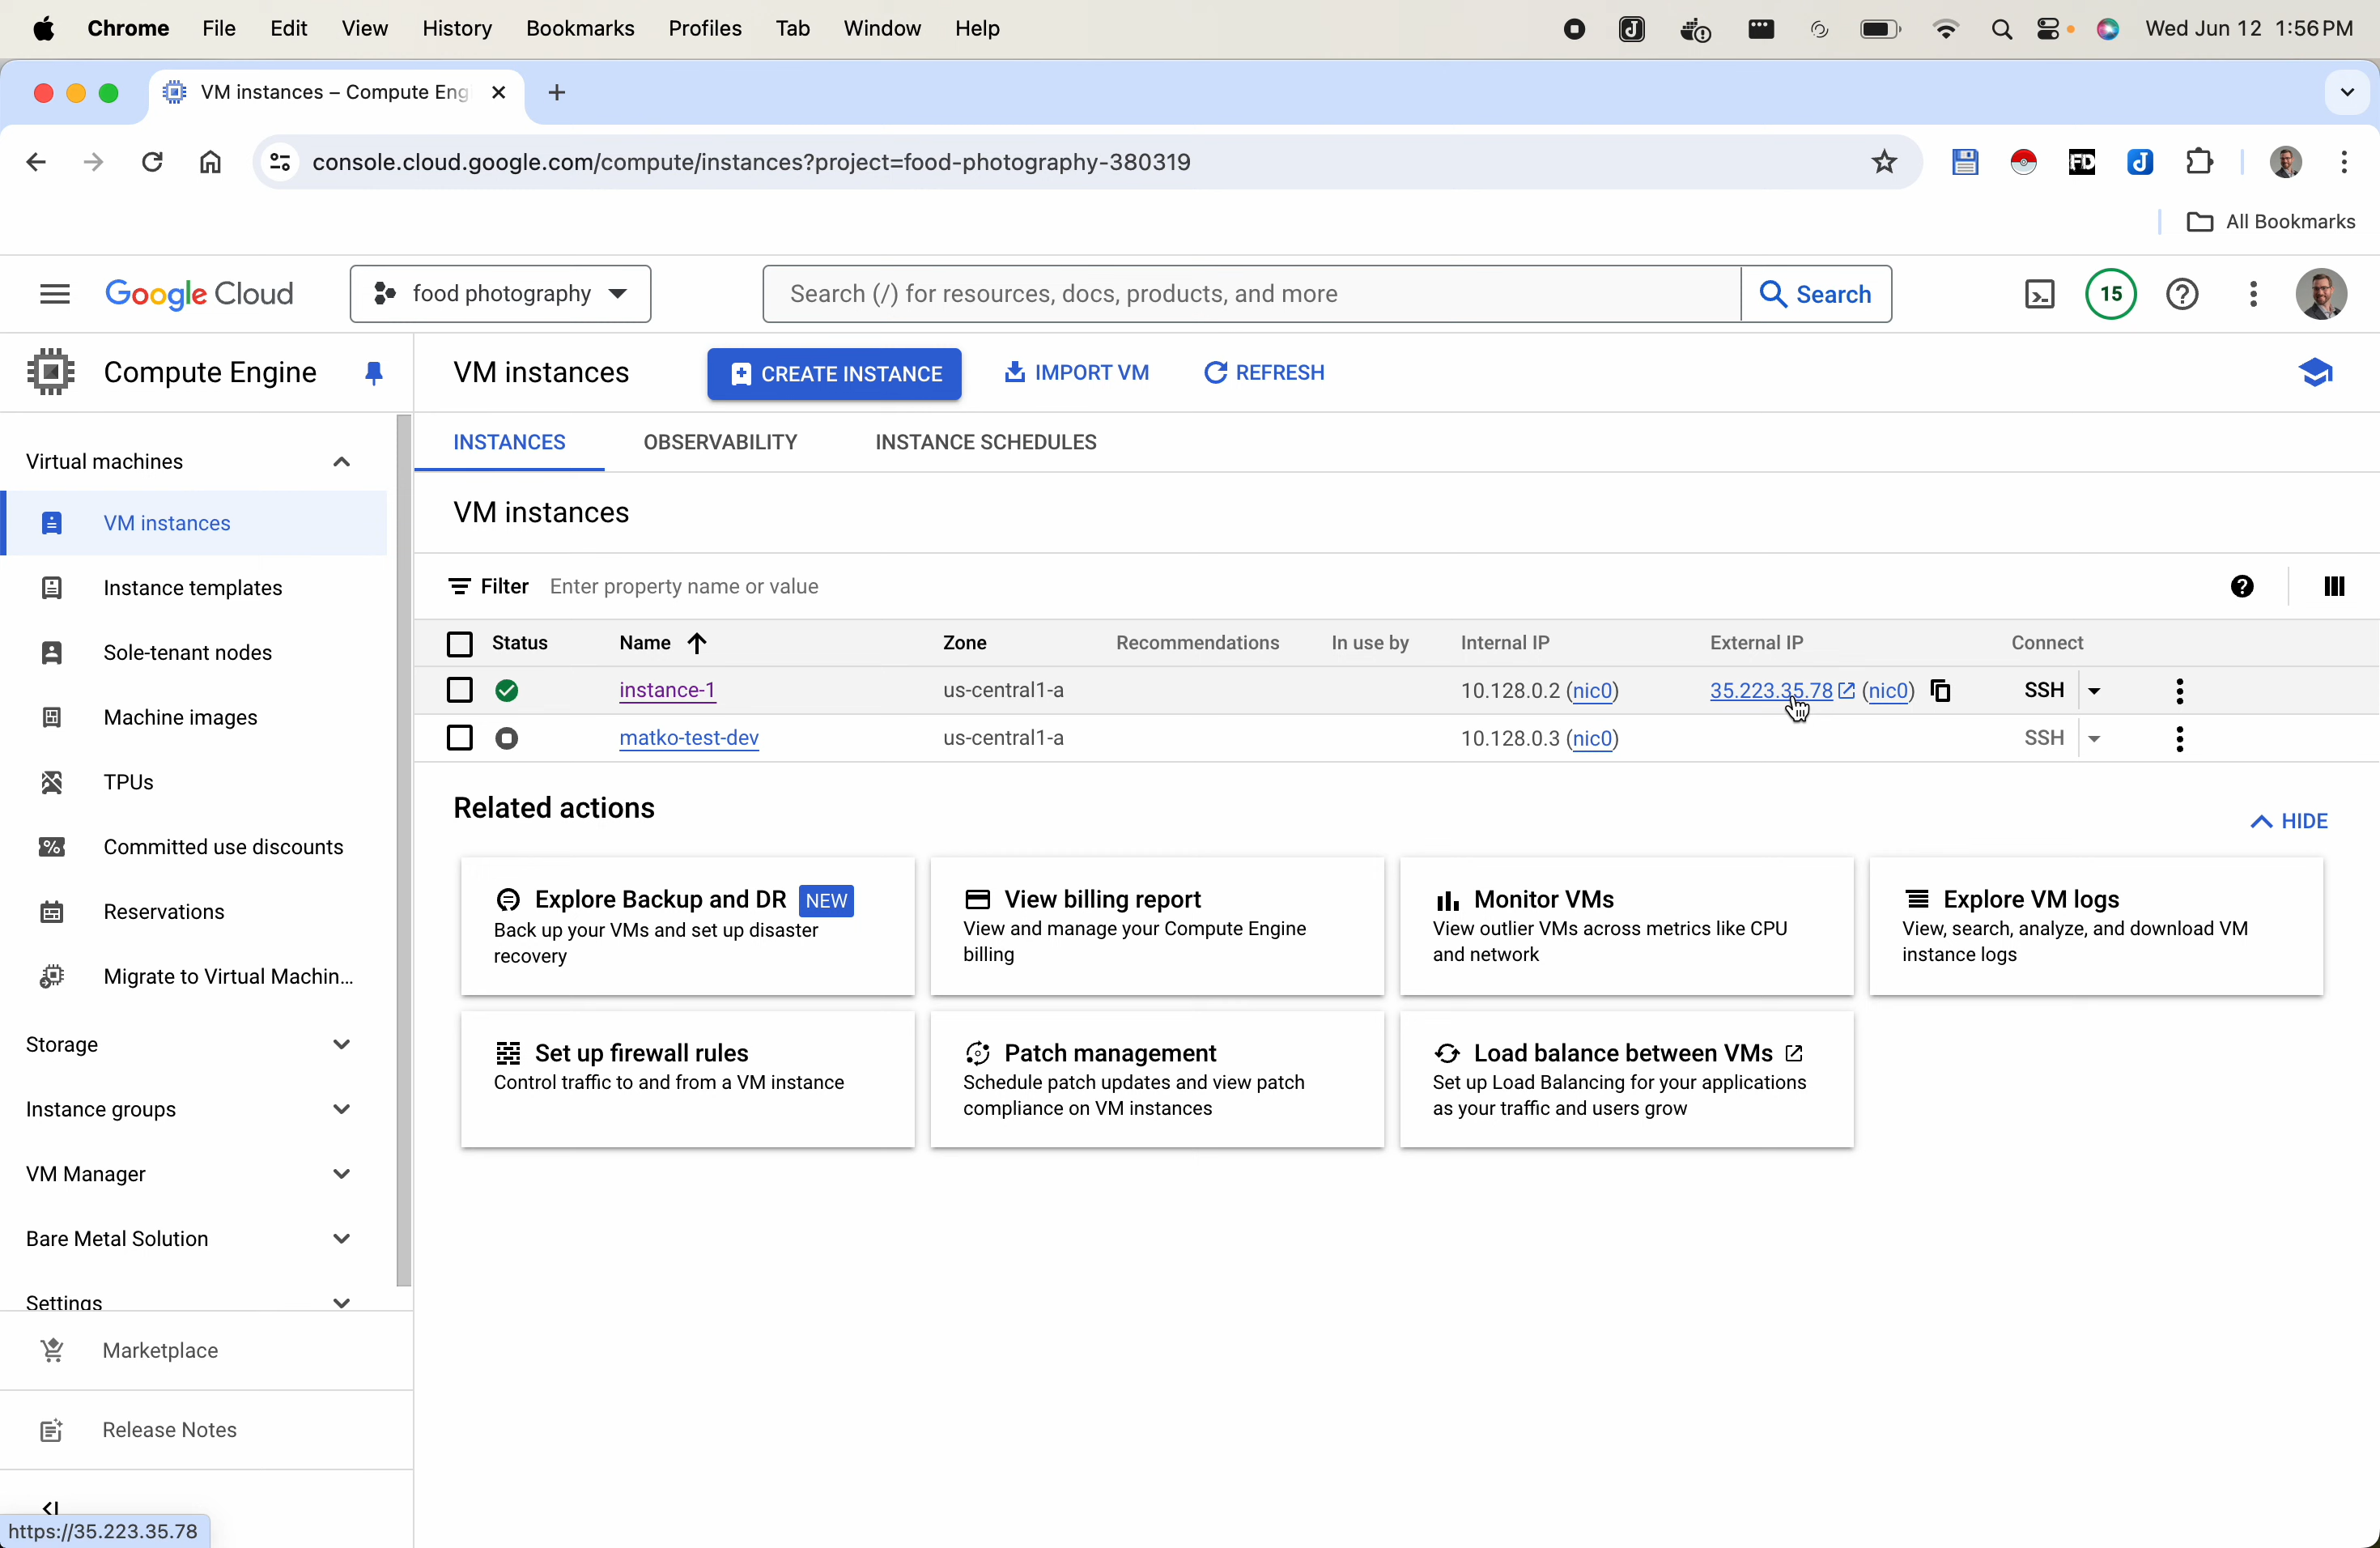 Chrome File Edit View History Bookmarks Profiles Tab Window Help Wed Jun 12 1:56 PM
VM instances – Compute Eng
console.cloud.google.com/compute/instances?project=food-photography-380319
All Bookmarks
Google Cloud food photography Search (/) for resources, docs, products, and more Search 15
Compute Engine
VM instances CREATE INSTANCE IMPORT VM REFRESH
INSTANCES OBSERVABILITY INSTANCE SCHEDULES
Virtual machines
VM instances
Instance templates
Sole-tenant nodes
Machine images
TPUs
Committed use discounts
Reservations
Migrate to Virtual Machin...
Storage
Instance groups
VM Manager
Bare Metal Solution
Settings
Marketplace
Release Notes
https://35.223.35.78
VM instances
Filter Enter property name or value
Status Name Zone Recommendations In use by Internal IP External IP Connect
instance-1 us-central1-a 10.128.0.2 (nic0) 35.223.35.78 (nic0) SSH
matko-test-dev us-central1-a 10.128.0.3 (nic0) SSH
Related actions
HIDE
Explore Backup and DR NEW
Back up your VMs and set up disaster
recovery
View billing report
View and manage your Compute Engine
billing
Monitor VMs
View outlier VMs across metrics like CPU
and network
Explore VM logs
View, search, analyze, and download VM
instance logs
Set up firewall rules
Control traffic to and from a VM instance
Patch management
Schedule patch updates and view patch
compliance on VM instances
Load balance between VMs
Set up Load Balancing for your applications
as your traffic and users grow